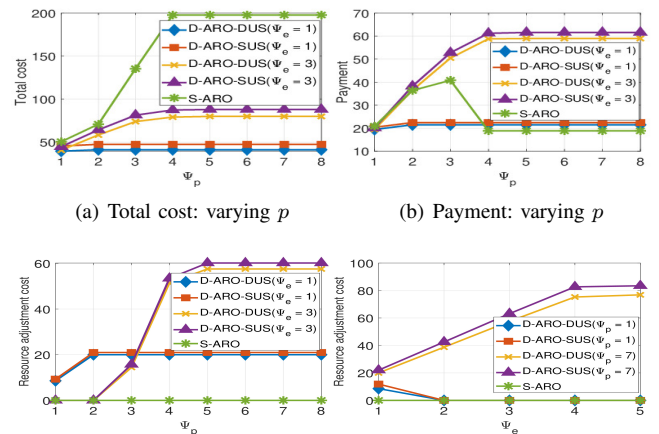 200
150
100
50
Total cost
D-ARO-DUS(Ψe = 1)
D-ARO-SUS(Ψe = 1)
D-ARO-DUS(Ψe = 3)
D-ARO-SUS(Ψe = 3)
S-ARO
1 2 3 4 5 6 7 8
Ψp
(a) Total cost: varying p
70
60
50
40
30
20
10
Payment
D-ARO-DUS(Ψe = 1)
D-ARO-SUS(Ψe = 1)
D-ARO-DUS(Ψe = 3)
D-ARO-SUS(Ψe = 3)
S-ARO
1 2 3 4 5 6 7 8
Ψp
(b) Payment: varying p
60
40
20
0
Resource adjustment cost
D-ARO-DUS(Ψe = 1)
D-ARO-SUS(Ψe = 1)
D-ARO-DUS(Ψe = 3)
D-ARO-SUS(Ψe = 3)
S-ARO
1 2 3 4 5 6 7 8
Ψp
100
80
60
40
20
0
Resource adjustment cost
D-ARO-DUS(Ψp = 1)
D-ARO-SUS(Ψp = 1)
D-ARO-DUS(Ψp = 7)
D-ARO-SUS(Ψp = 7)
S-ARO
1 2 3 4 5
Ψe